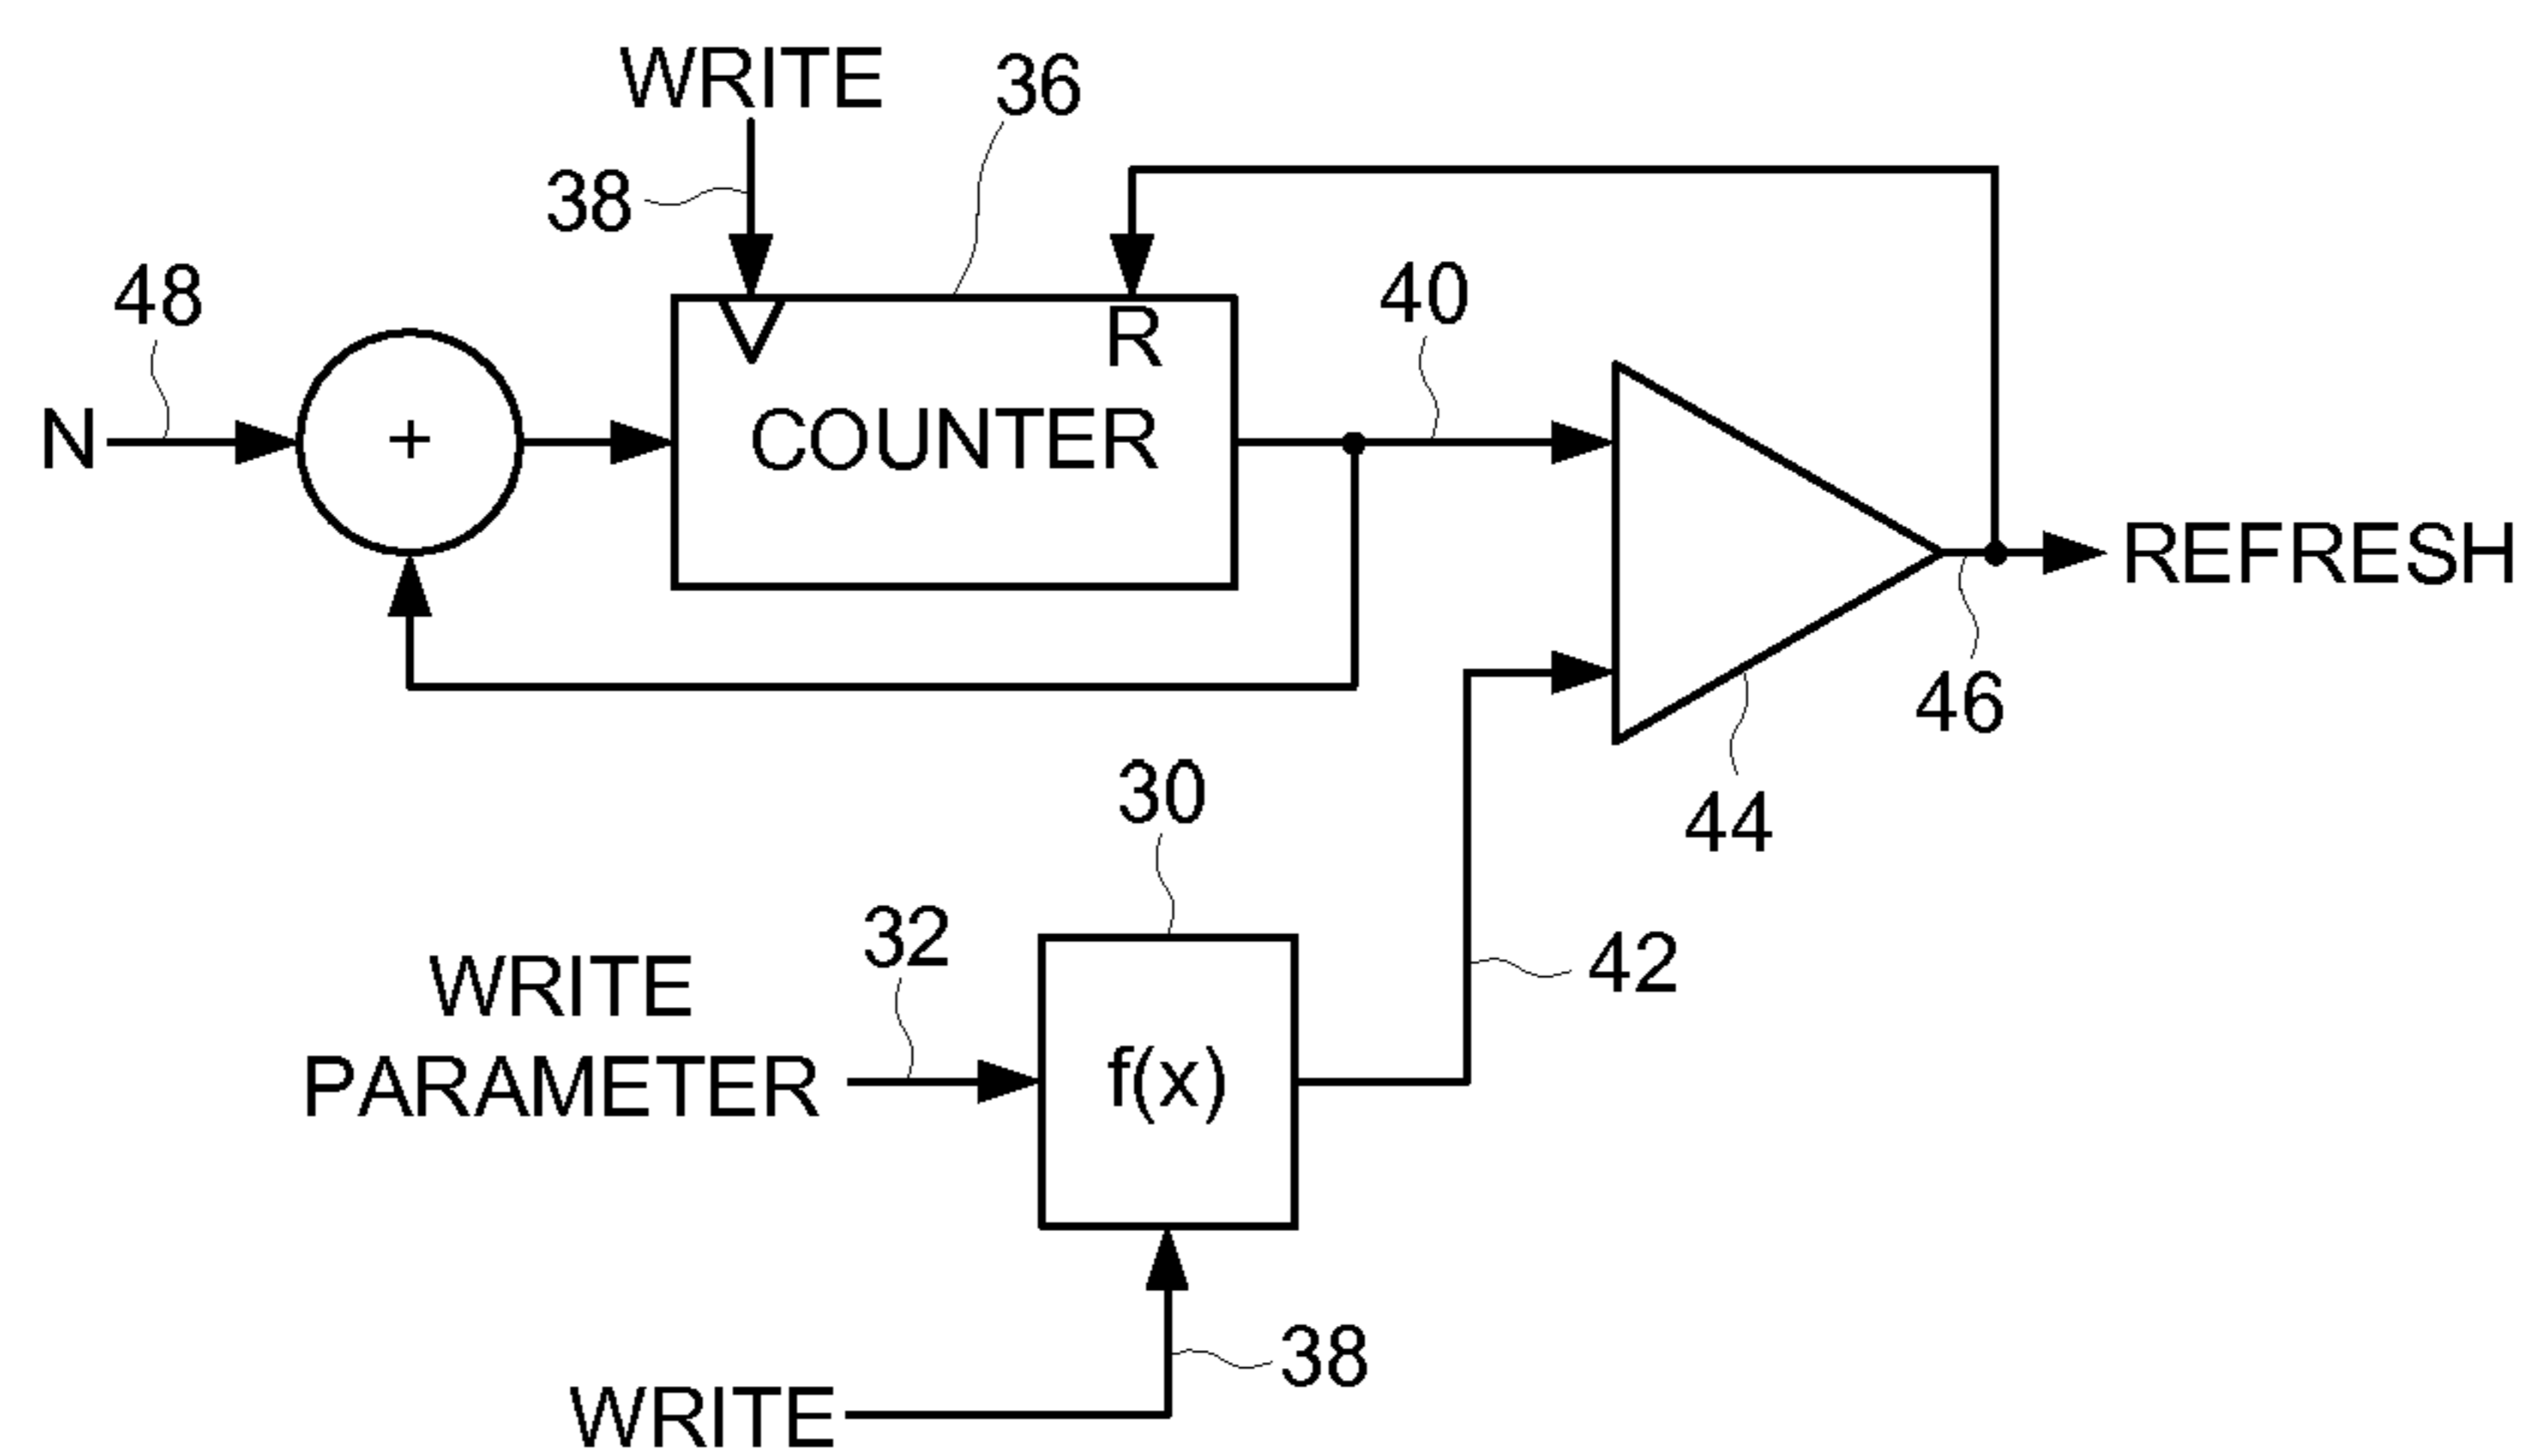 WRITE
36
38
48
40
R
N
+
COUNTER
REFRESH
46
30
44
32
WRITE
PARAMETER
42
f(x)
38
WRITE